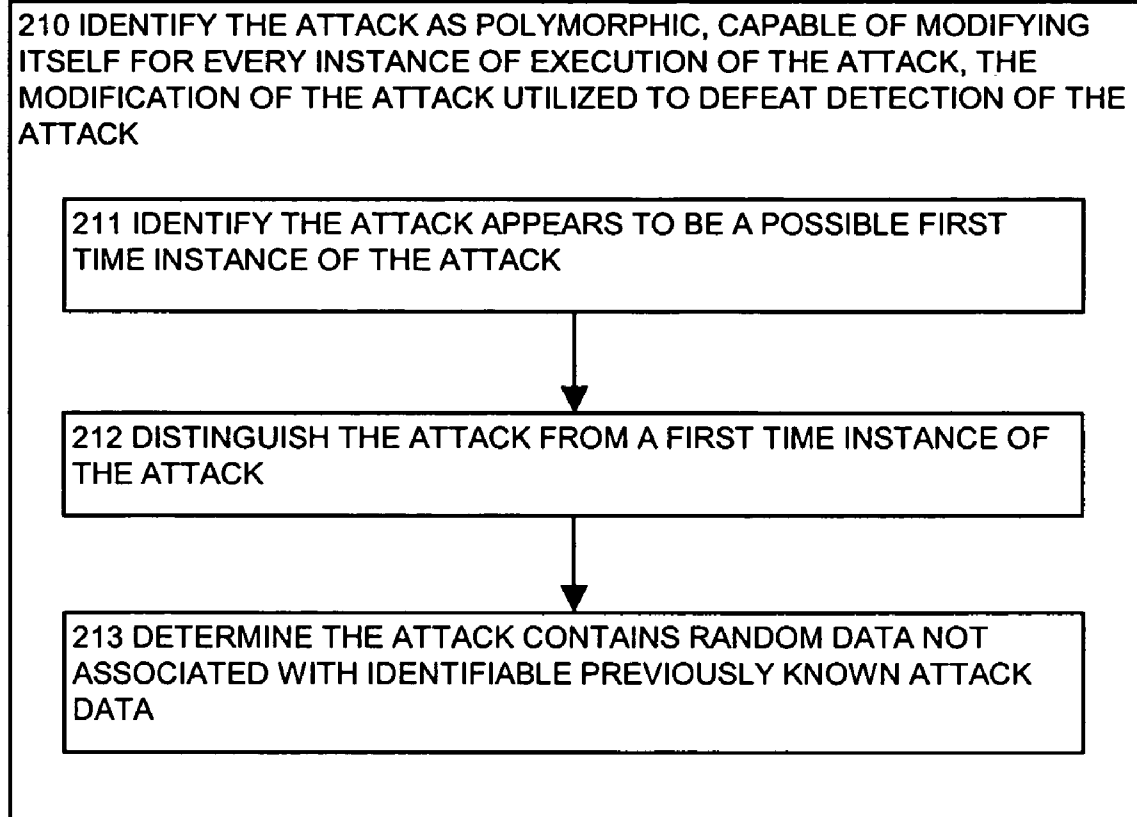 210 IDENTIFY THE ATTACK AS POLYMORPHIC, CAPABLE OF MODIFYING
ITSELF FOR EVERY INSTANCE OF EXECUTION OF THE ATTACK, THE
MODIFICATION OF THE ATTACK UTILIZED TO DEFEAT DETECTION OF THE
ATTACK
211 IDENTIFY THE ATTACK APPEARS TO BE A POSSIBLE FIRST
TIME INSTANCE OF THE ATTACK
212 DISTINGUISH THE ATTACK FROM A FIRST TIME INSTANCE OF
THE ATTACK
213 DETERMINE THE ATTACK CONTAINS RANDOM DATA NOT
ASSOCIATED WITH IDENTIFIABLE PREVIOUSLY KNOWN ATTACK
DATA